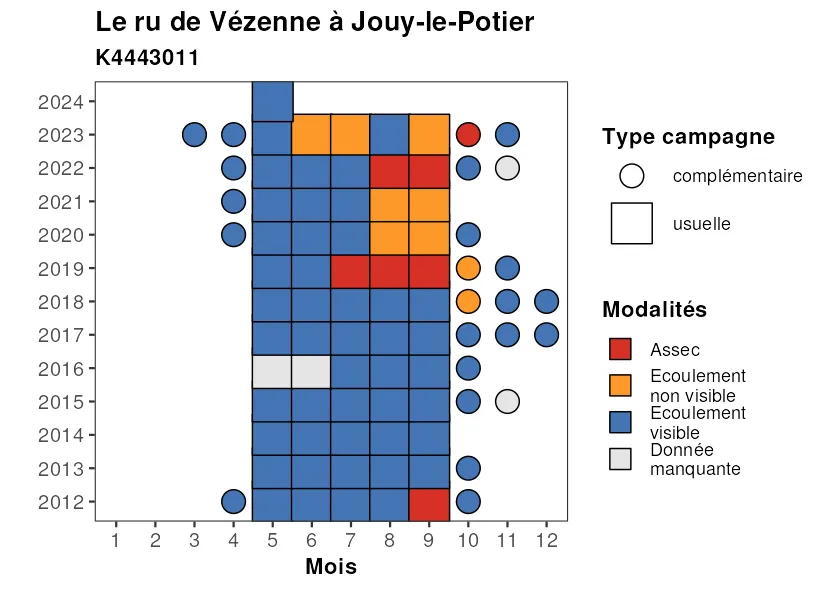 Le ru de Vézenne à Jouy-le-Potier
K4443011
2024
2023
2022
2021
2020
2019
2018
2017
2016
2015
2014
2013
2012
1 2 3 4 5 6 7 8 9 10 11 12
Mois
Type campagne
complémentaire
usuelle
Modalités
Assec
Ecoulement
non visible
Ecoulement
visible
Donnée
manquante